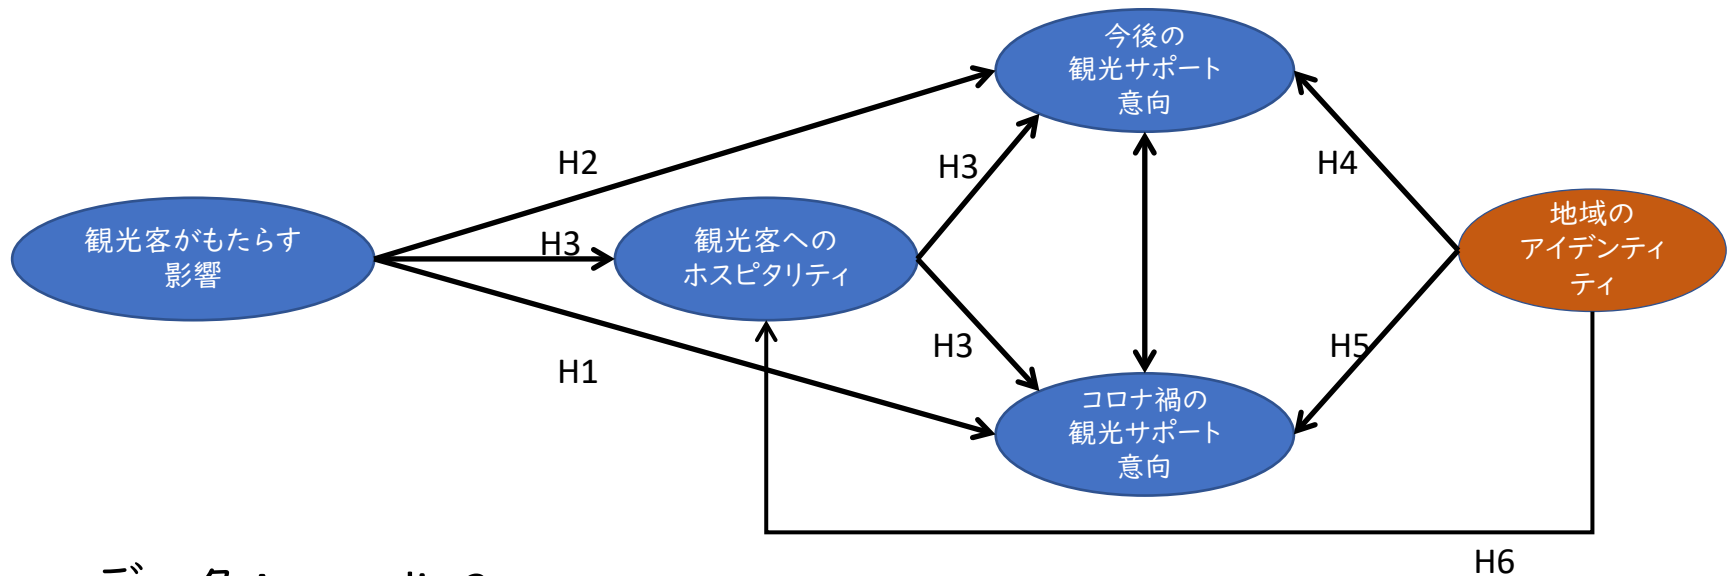 今後の
観光サポート
意向
H2
H3
H4
観光客がもたらす
影響
H3
観光客への
ホスピタリティ
地域の
アイデンティ
ティ
H1
H3
H5
コロナ禍の
観光サポート
意向
H6